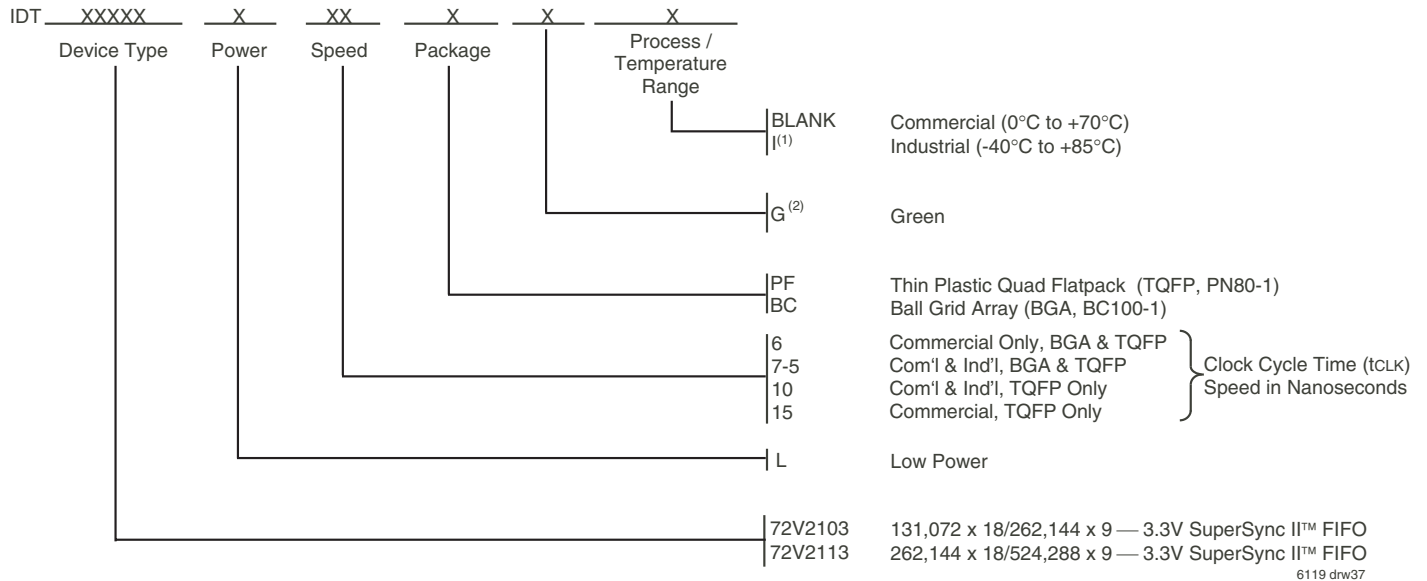 IDT XXXXX X XX X X X
Device Type Power Speed Package Process /
Temperature
Range
BLANK Commercial (0°C to +70°C)
I(1) Industrial (-40°C to +85°C)
G(2) Green
PF Thin Plastic Quad Flatpack (TQFP, PN80-1)
BC Ball Grid Array (BGA, BC100-1)
6 Commercial Only, BGA & TQFP
7-5 Com'l & Ind'l, BGA & TQFP Clock Cycle Time (tCLK)
10 Com'l & Ind'l, TQFP Only Speed in Nanoseconds
15 Commercial, TQFP Only
L Low Power
72V2103 131,072 x 18/262,144 x 9 — 3.3V SuperSync II™ FIFO
72V2113 262,144 x 18/524,288 x 9 — 3.3V SuperSync II™ FIFO
6119 drw37